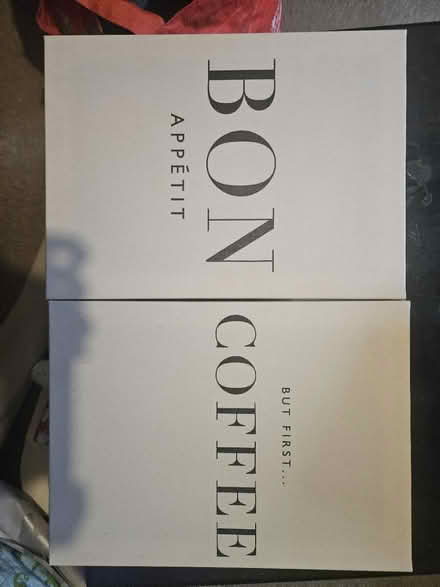 BON
APPÉTIT
BUT FIRST...
COFFEE